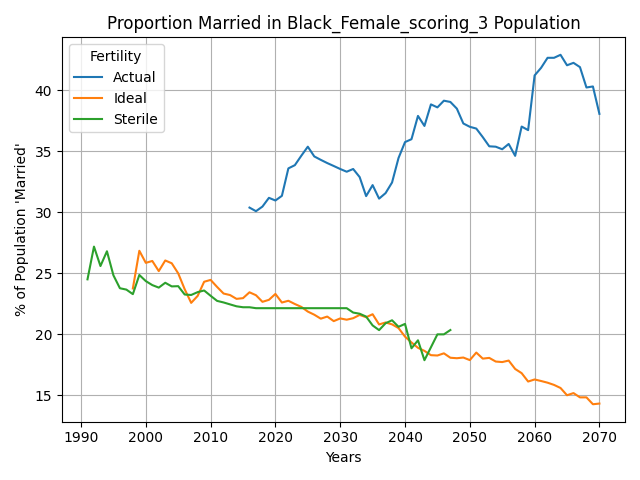 Proportion Married in Black_Female_scoring_3 Population
Fertility
Actual
Ideal
Sterile
% of Population 'Married'
40
35
30
25
20
15
1990
2000
2010
2020
2030
2040
2050
2060
2070
Years